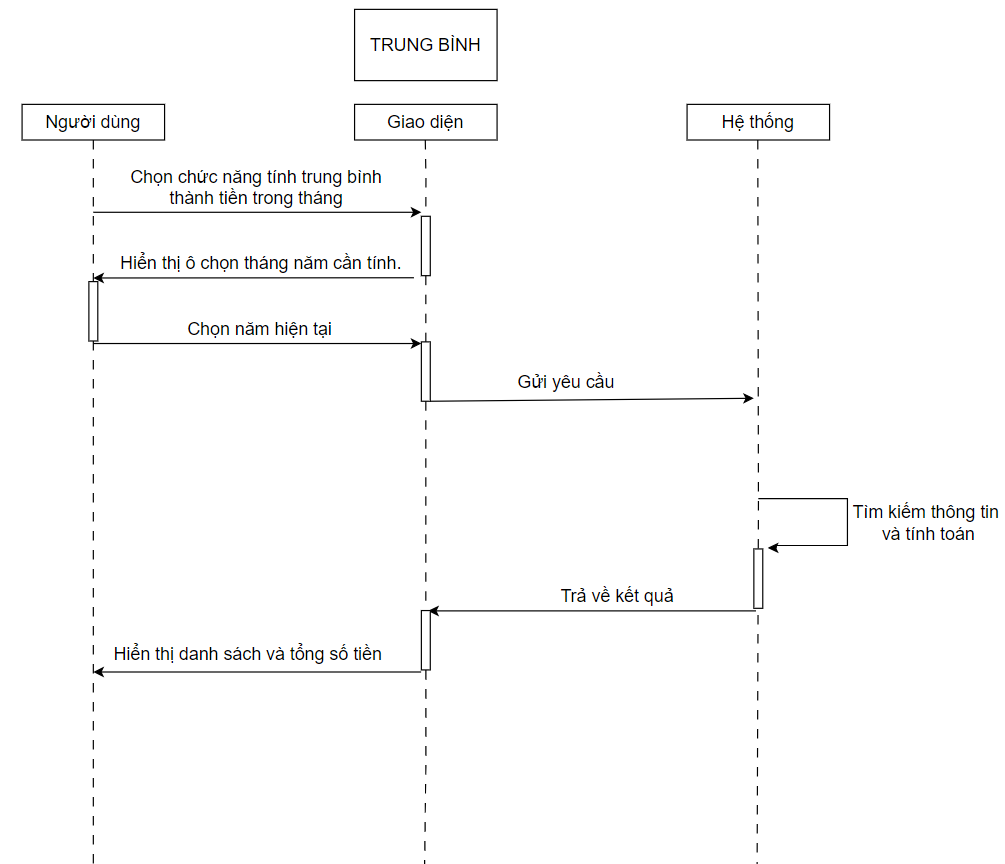 TRUNG BÌNH
Người dùng
Giao diện
Hệ thống
Chọn chức năng tính trung bình
thành tiền trong tháng
Hiển thị ô chọn tháng năm cần tính.
Chọn năm hiện tại
Gửi yêu cầu
Tìm kiếm thông tin
và tính toán
Trả về kết quả
Hiển thị danh sách và tổng số tiền